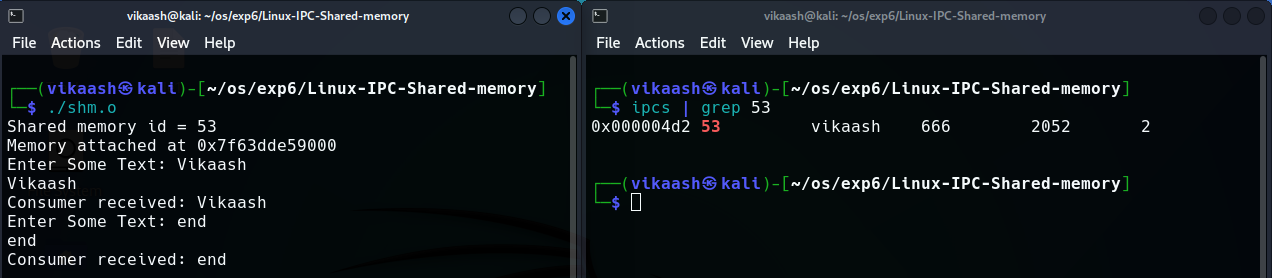 vikaash@kali: ~/os/exp6/Linux-IPC-Shared-memory
File Actions Edit View Help
┌──(vikaash㉿kali)-[~/os/exp6/Linux-IPC-Shared-memory]
└─$ ./shm.o
Shared memory id = 53
Memory attached at 0x7f63dde59000
Enter Some Text: Vikaash
Vikaash
Consumer received: Vikaash
Enter Some Text: end
end
Consumer received: end
vikaash@kali: ~/os/exp6/Linux-IPC-Shared-memory
File Actions Edit View Help
┌──(vikaash㉿kali)-[~/os/exp6/Linux-IPC-Shared-memory]
└─$ ipcs | grep 53
0x000004d2 53         vikaash    666        2052       2
┌──(vikaash㉿kali)-[~/os/exp6/Linux-IPC-Shared-memory]
└─$